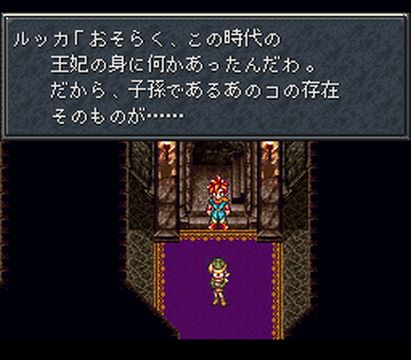 ルッカ「おそらく、この時代の
王妃の身に何かあったんだわ。
だから、子孫であるあのコの存在
そのものが……